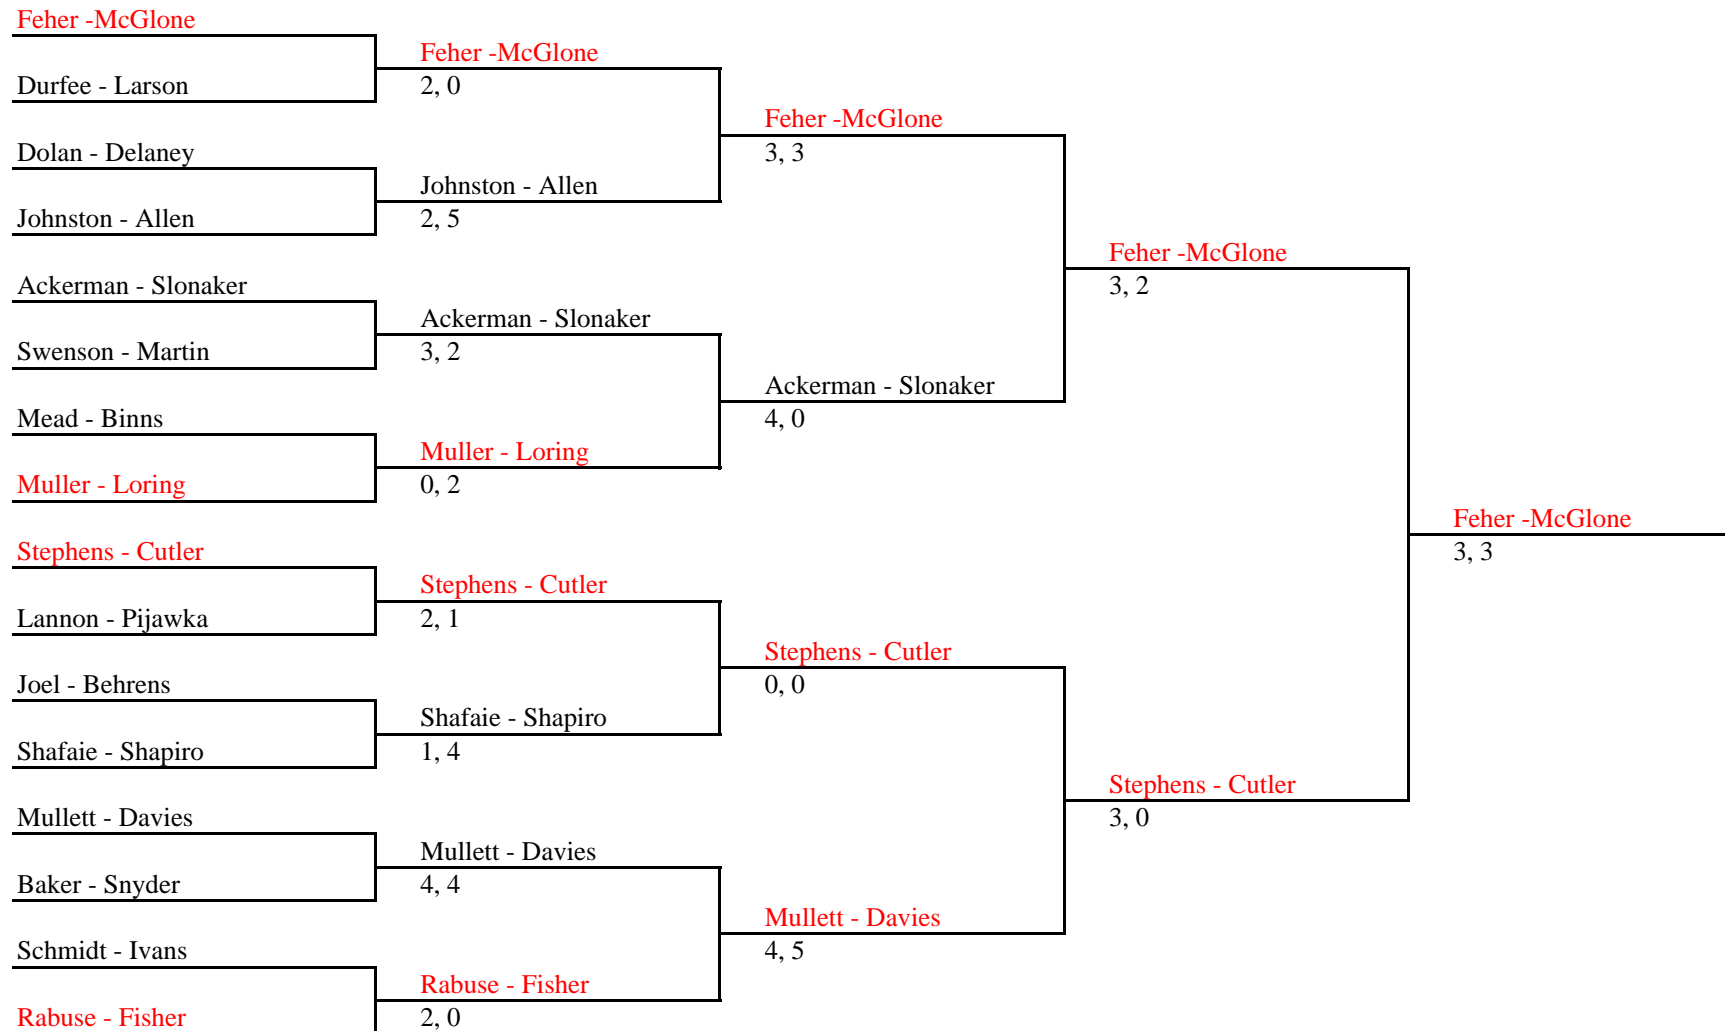 Feher -McGlone
Durfee - Larson
Dolan - Delaney
Johnston - Allen
Ackerman - Slonaker
Swenson - Martin
Mead - Binns
Muller - Loring
Stephens - Cutler
Lannon - Pijawka
Joel - Behrens
Shafaie - Shapiro
Mullett - Davies
Baker - Snyder
Schmidt - Ivans
Rabuse - Fisher
Feher -McGlone
2, 0
Johnston - Allen
2, 5
Ackerman - Slonaker
3, 2
Muller - Loring
0, 2
Stephens - Cutler
2, 1
Shafaie - Shapiro
1, 4
Mullett - Davies
4, 4
Rabuse - Fisher
2, 0
Feher -McGlone
3, 3
Ackerman - Slonaker
4, 0
Stephens - Cutler
0, 0
Mullett - Davies
4, 5
Feher -McGlone
3, 2
Stephens - Cutler
3, 0
Feher -McGlone
3, 3